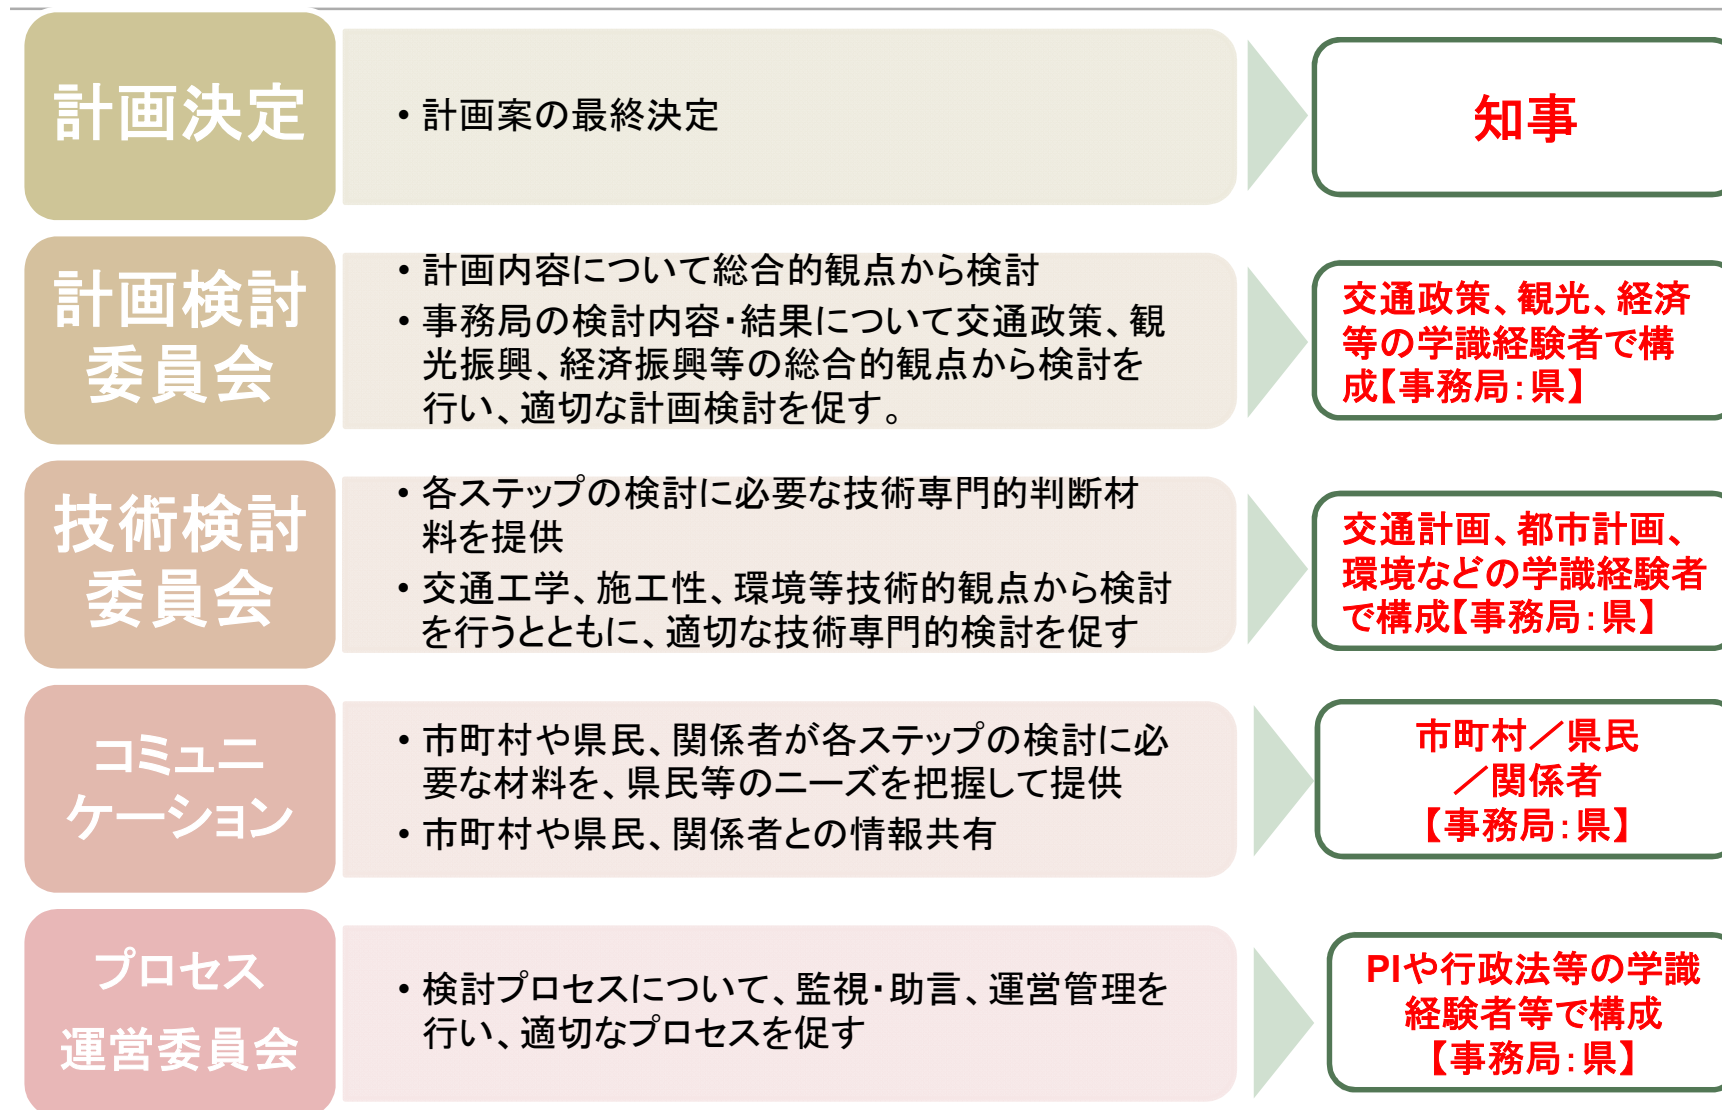 計画決定
・計画案の最終決定
知事
計画検討
委員会
・計画内容について総合的観点から検討
・事務局の検討内容・結果について交通政策、観
光振興、経済振興等の総合的観点から検討を
行い、適切な計画検討を促す。
交通政策、観光、経済
等の学識経験者で構
成【事務局：県】
技術検討
委員会
・各ステップの検討に必要な技術専門的判断材
料を提供
・交通工学、施工性、環境等技術的観点から検討
を行うとともに、適切な技術専門的検討を促す
交通計画、都市計画、
環境などの学識経験者
で構成【事務局：県】
コミュニ
ケーション
・市町村や県民、関係者が各ステップの検討に必
要な材料を、県民等のニーズを把握して提供
・市町村や県民、関係者との情報共有
市町村／県民
／関係者
【事務局：県】
プロセス
運営委員会
・検討プロセスについて、監視・助言、運営管理を
行い、適切なプロセスを促す
PIや行政法等の学識
経験者等で構成
【事務局：県】